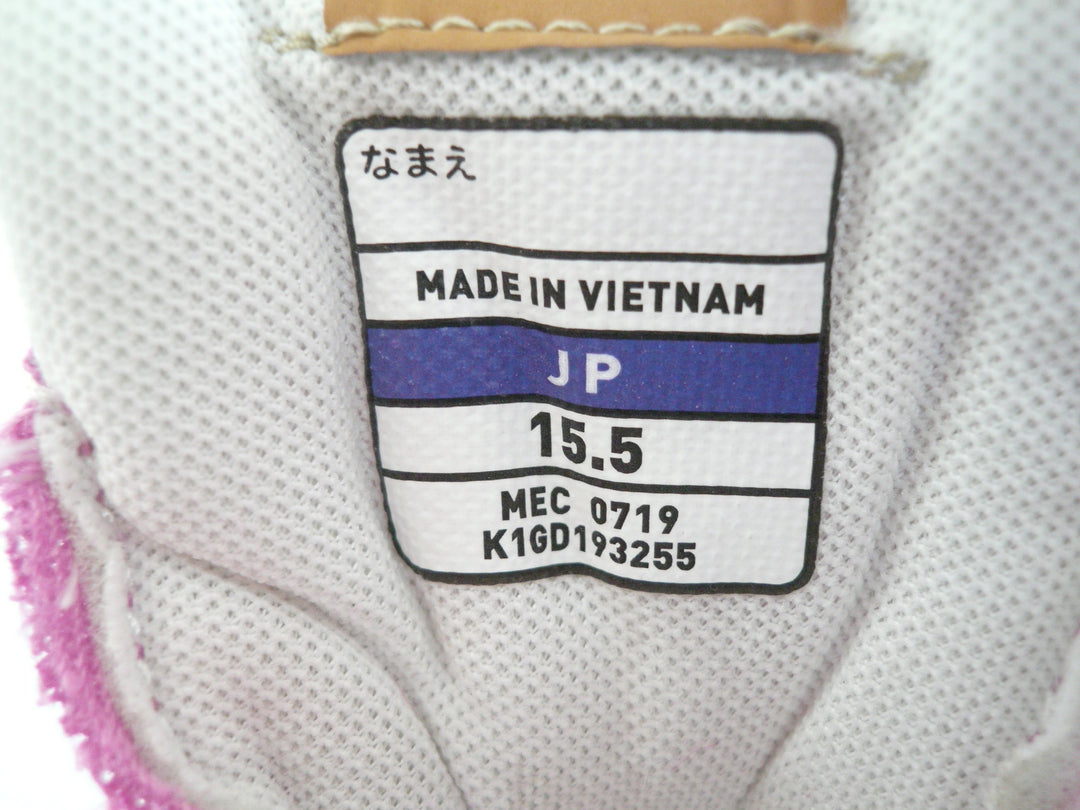 なまえ
MADE IN VIETNAM
JP
15.5
MEC 0719
K1GD193255